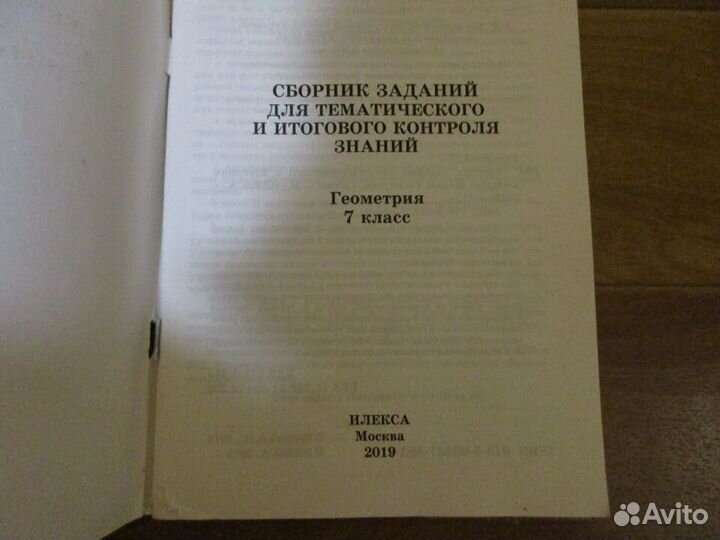 СБОРНИК ЗАДАНИЙ
ДЛЯ ТЕМАТИЧЕСКОГО
И ИТОГОВОГО КОНТРОЛЯ
ЗНАНИЙ
Геометрия
7 класс
ИЛЕКСА
Москва
2019
Avito